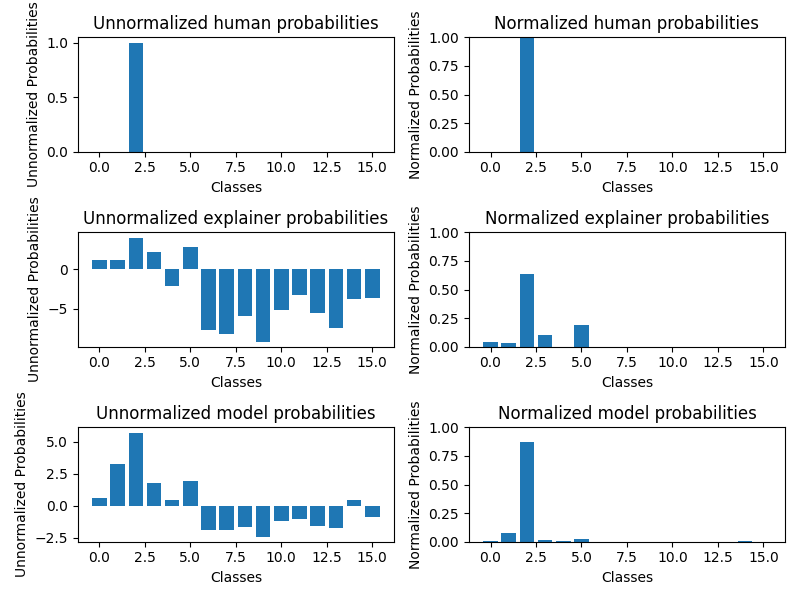 Unnormalized human probabilities
Unnormalized Probabilities
1.0
0.5
0.0
0.0 2.5 5.0 7.5 10.0 12.5 15.0
Classes
Normalized human probabilities
Normalized Probabilities
1.00
0.75
0.50
0.25
0.00
0.0 2.5 5.0 7.5 10.0 12.5 15.0
Classes
Unnormalized explainer probabilities
Unnormalized Probabilities
0
−5
0.0 2.5 5.0 7.5 10.0 12.5 15.0
Classes
Normalized explainer probabilities
Normalized Probabilities
1.00
0.75
0.50
0.25
0.00
0.0 2.5 5.0 7.5 10.0 12.5 15.0
Classes
Unnormalized model probabilities
Unnormalized Probabilities
5.0
2.5
0.0
−2.5
0.0 2.5 5.0 7.5 10.0 12.5 15.0
Classes
Normalized model probabilities
Normalized Probabilities
1.00
0.75
0.50
0.25
0.00
0.0 2.5 5.0 7.5 10.0 12.5 15.0
Classes